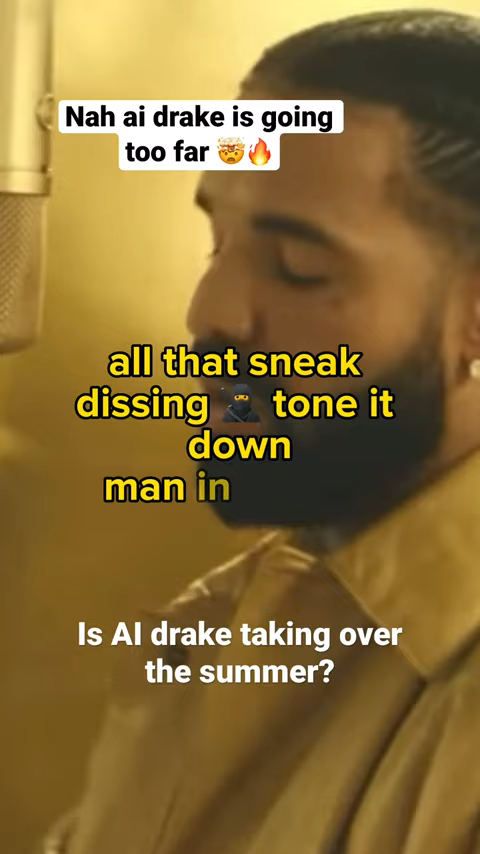 Nah ai drake is going
too far 🤯🔥
all that sneak
dissing 🥷 tone it
down
man in
Is AI drake taking over
the summer?